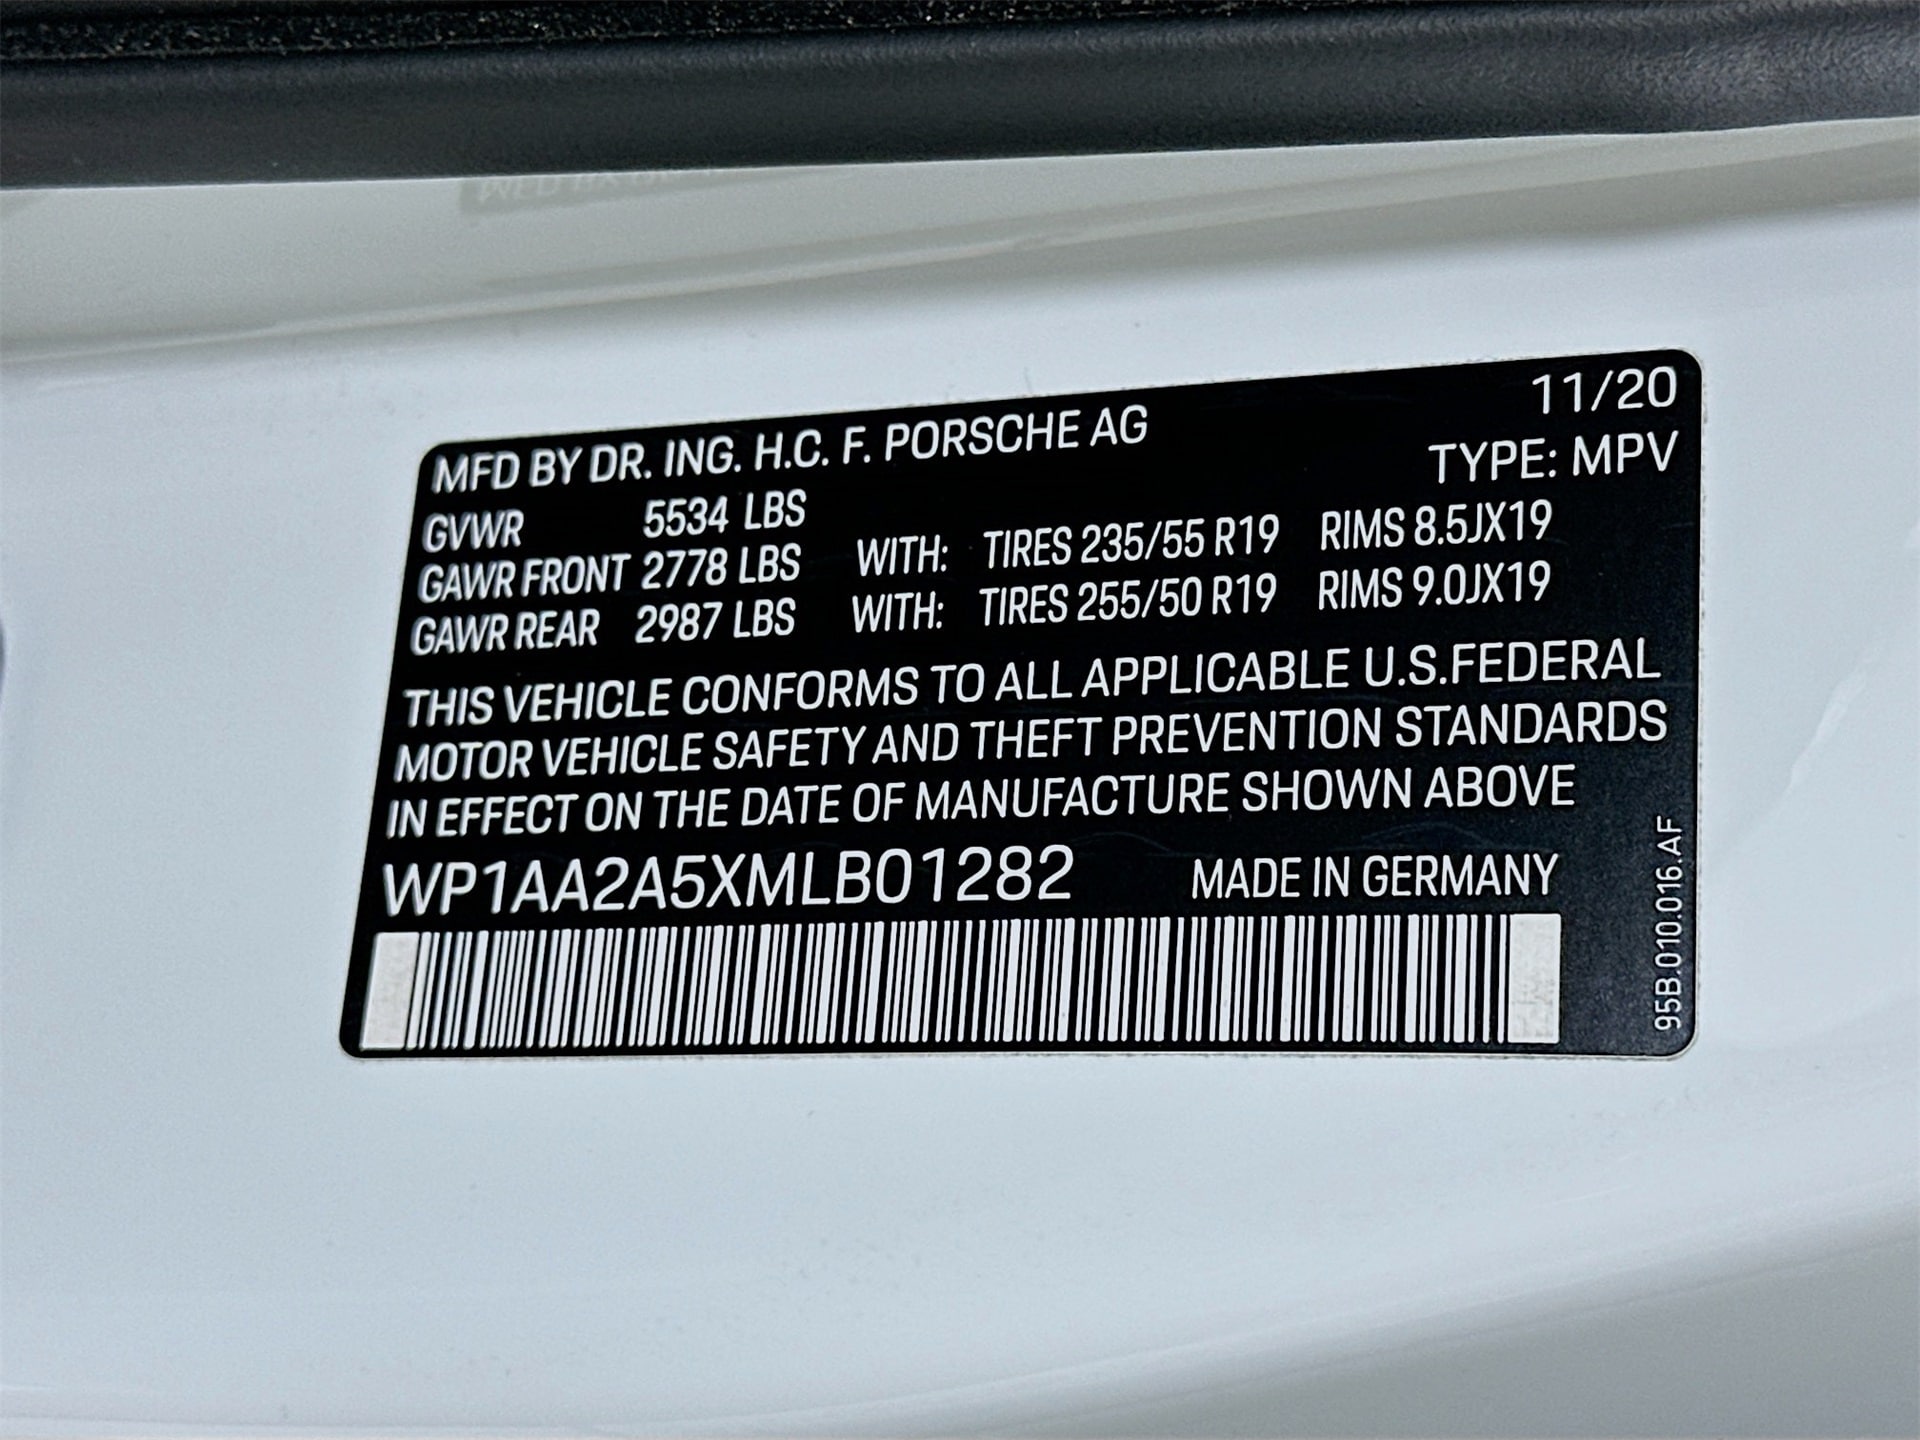 MFD BY DR. ING. H.C. F. PORSCHE AG 11/20
TYPE: MPV
GVWR 5534 LBS
GAWR FRONT 2778 LBS WITH: TIRES 235/55 R19 RIMS 8.5JX19
GAWR REAR 2987 LBS WITH: TIRES 255/50 R19 RIMS 9.0JX19
THIS VEHICLE CONFORMS TO ALL APPLICABLE U.S.FEDERAL
MOTOR VEHICLE SAFETY AND THEFT PREVENTION STANDARDS
IN EFFECT ON THE DATE OF MANUFACTURE SHOWN ABOVE
WP1AA2A5XMLB01282 MADE IN GERMANY
95B.010.016.AF